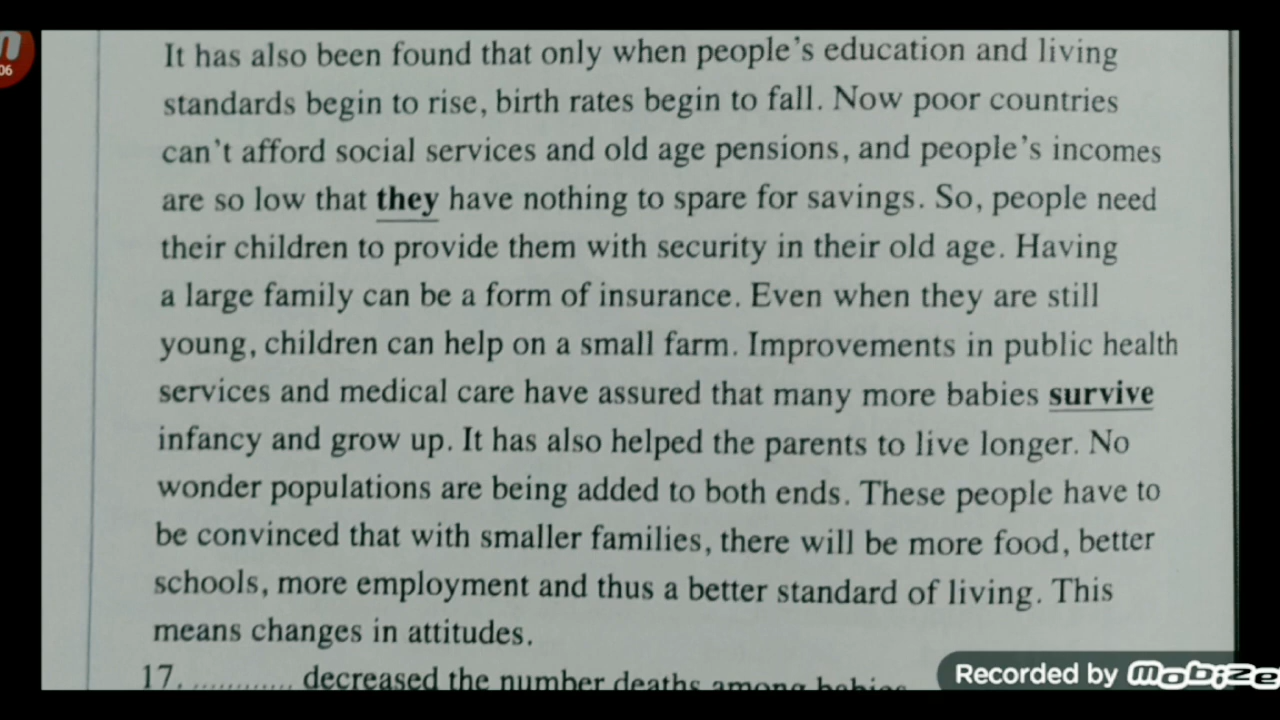 06
It has also been found that only when people's education and living
standards begin to rise, birth rates begin to fall. Now poor countries
can't afford social services and old age pensions, and people's incomes
are so low that they have nothing to spare for savings. So, people need
their children to provide them with security in their old age. Having
a large family can be a form of insurance. Even when they are still
young, children can help on a small farm. Improvements in public health
services and medical care have assured that many more babies survive
infancy and grow up. It has also helped the parents to live longer. No
wonder populations are being added to both ends. These people have to
be convinced that with smaller families, there will be more food, better
schools, more employment and thus a better standard of living. This
means changes in attitudes.
17. ............ decreased the number deaths among babies
Recorded by